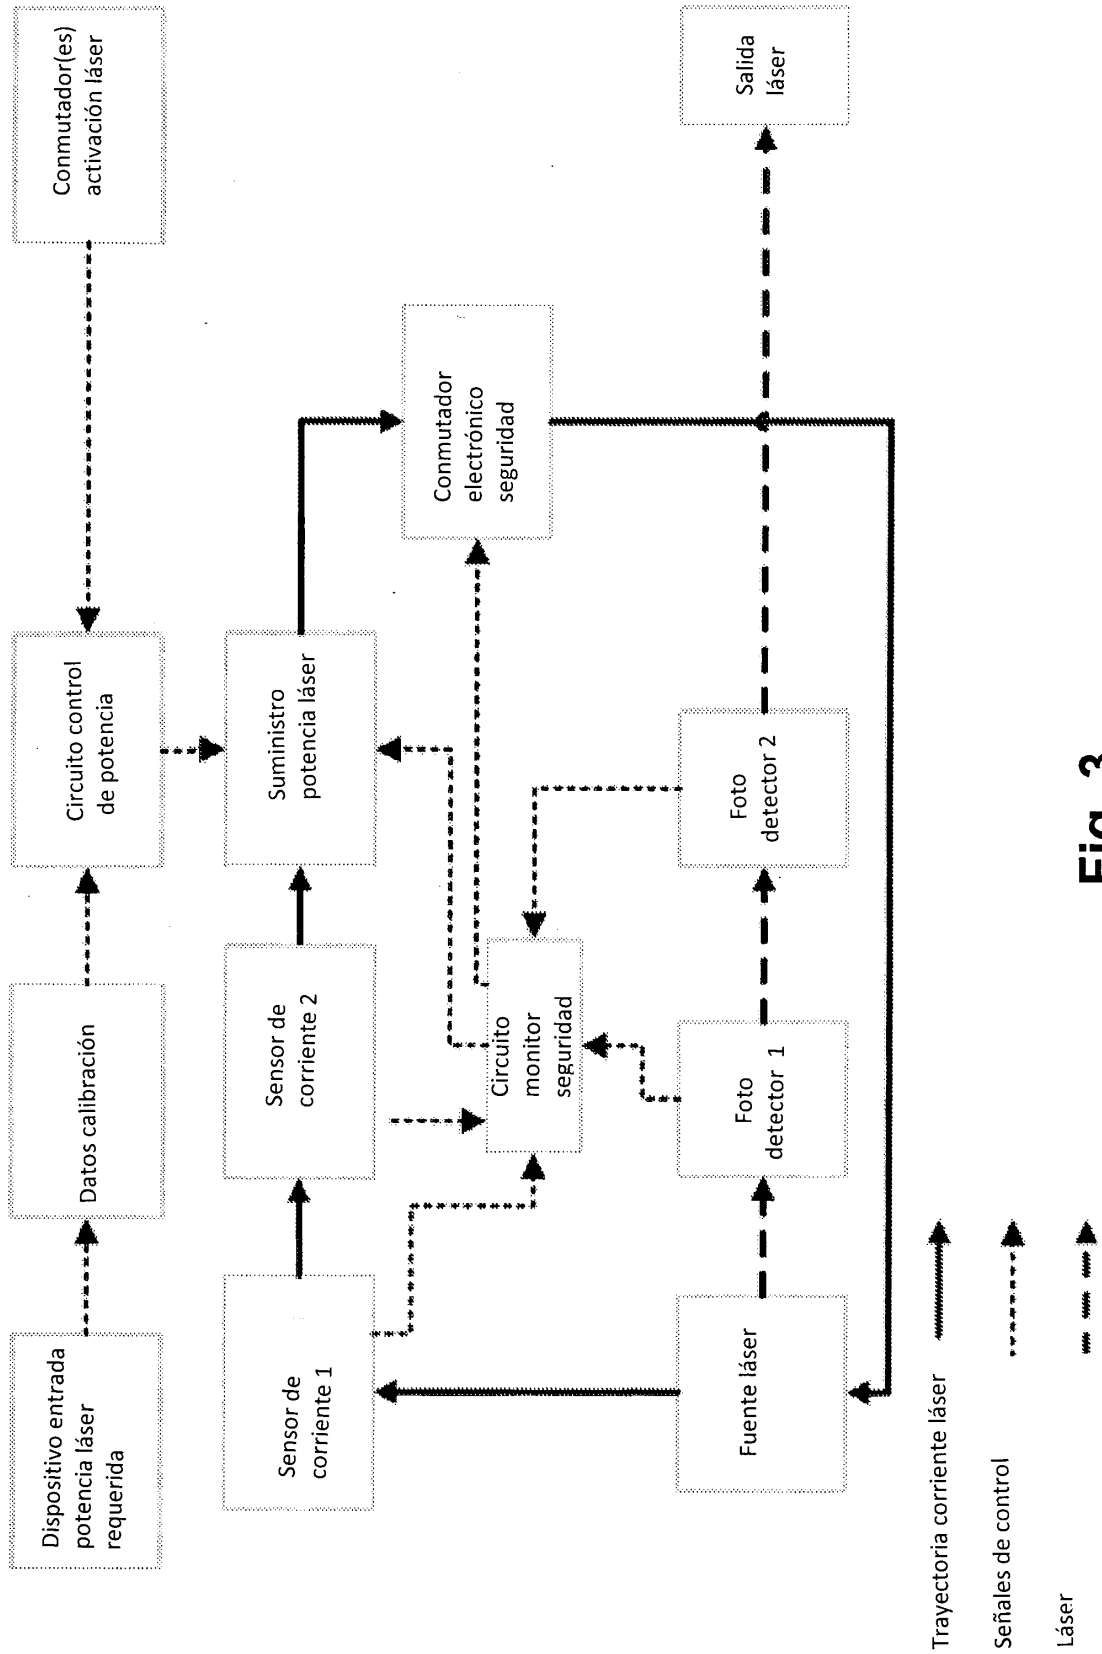 Dispositivo entrada
potencia láser
requerida
Datos calibración
Circuito control
de potencia
Conmutador(es)
activación láser
Sensor de
corriente 1
Sensor de
corriente 2
Suministro
potencia láser
Conmutador
electrónico
seguridad
Circuito
monitor
seguridad
Fuente láser
Foto
detector 1
Foto
detector 2
Salida
láser
Trayectoria corriente láser
Señales de control
Láser
Fig. 3